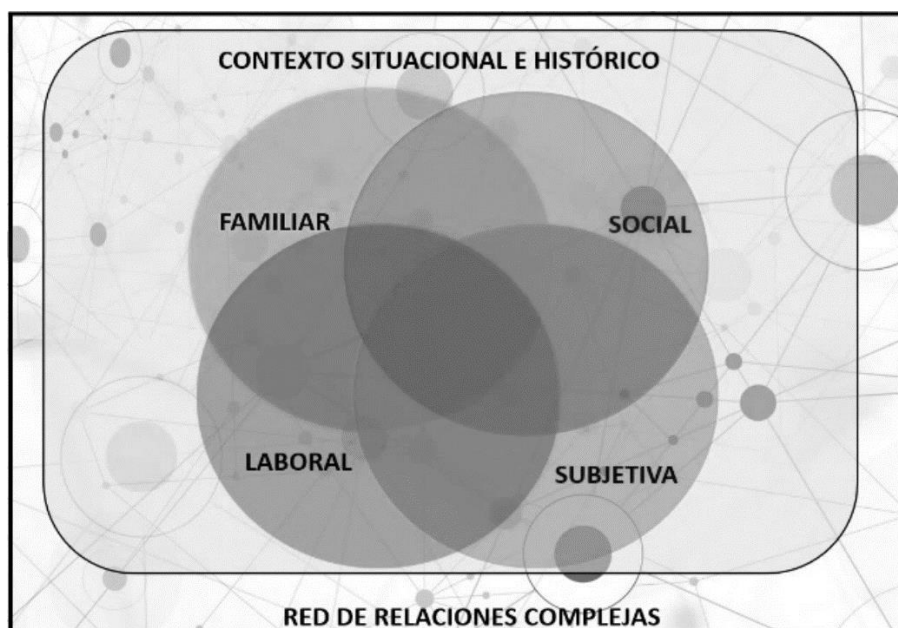 CONTEXTO SITUACIONAL E HISTÓRICO
FAMILIAR
SOCIAL
LABORAL
SUBJETIVA
RED DE RELACIONES COMPLEJAS